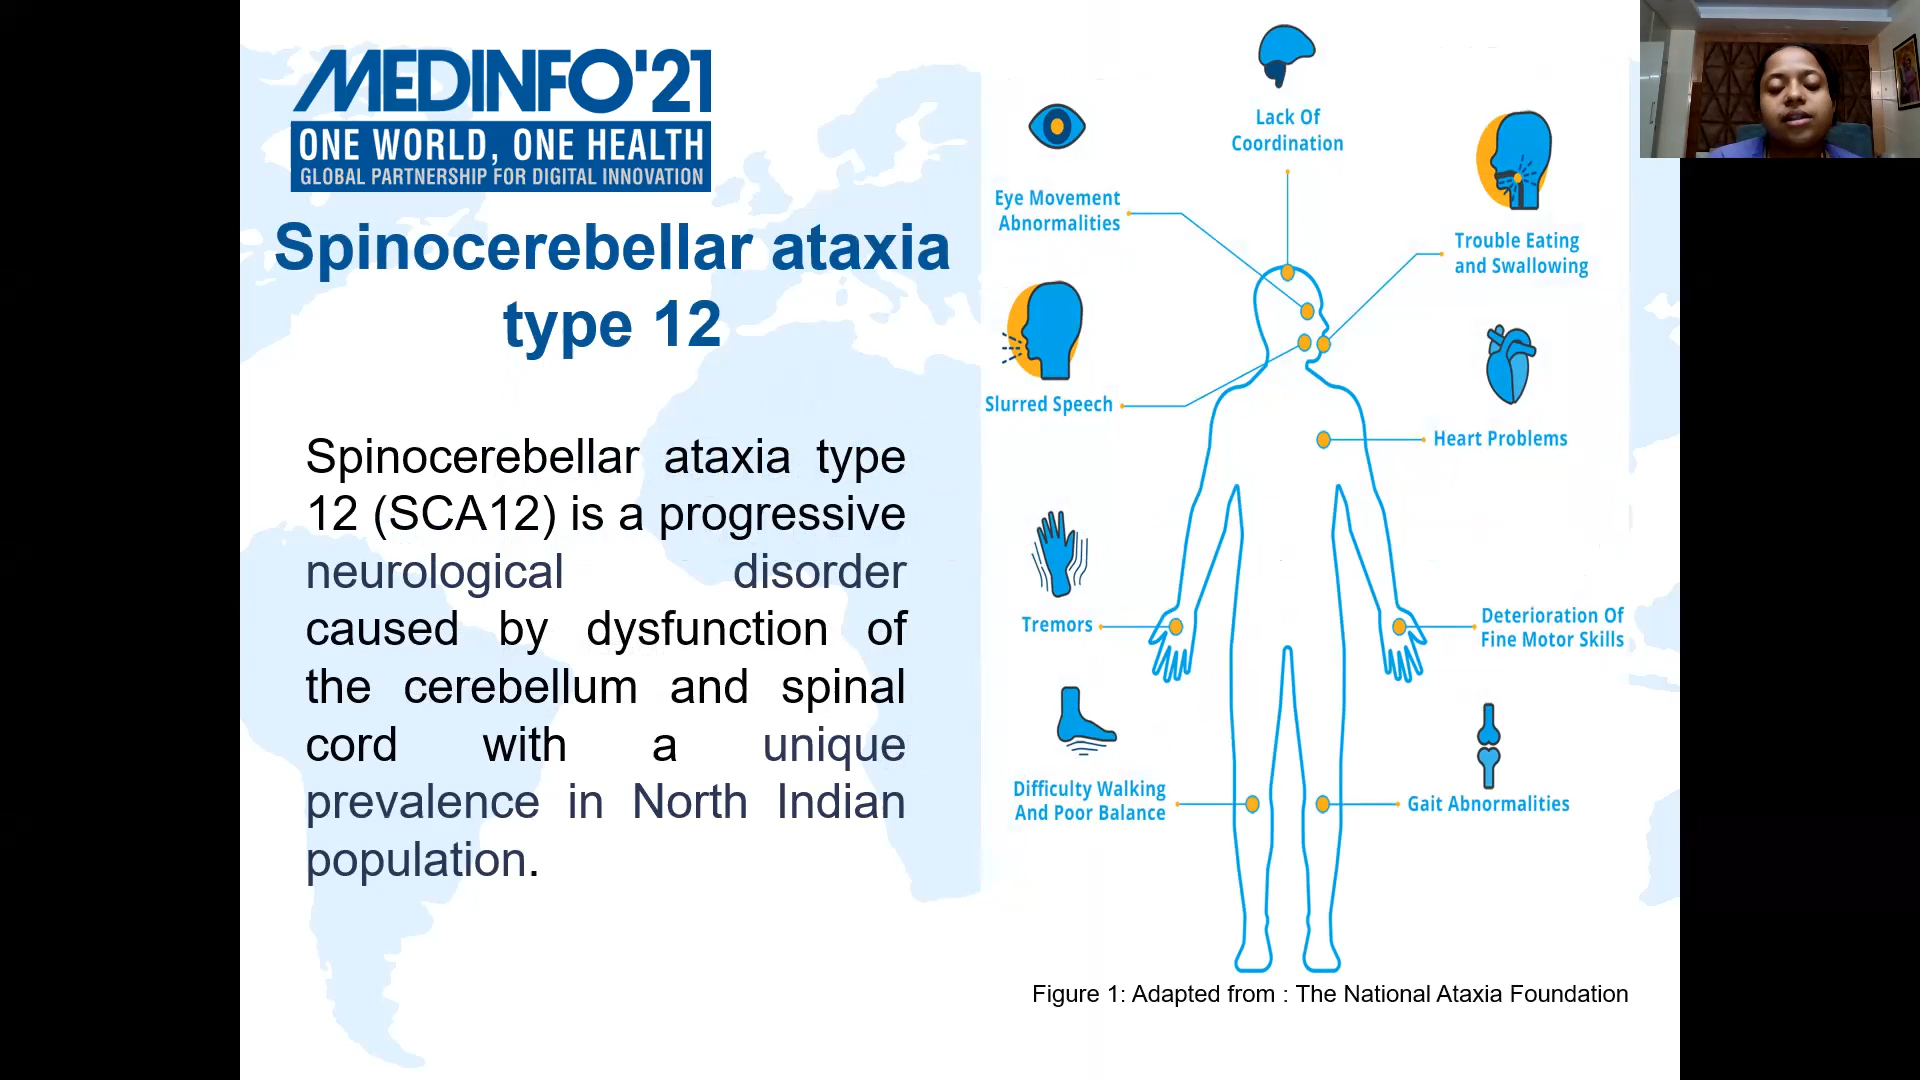 MEDINFO'21
ONE WORLD, ONE HEALTH
GLOBAL PARTNERSHIP FOR DIGITAL INNOVATION
Spinocerebellar ataxia
type 12
Spinocerebellar ataxia type
12 (SCA12) is a progressive
neurological disorder
caused by dysfunction of
the cerebellum and spinal
cord with a unique
prevalence in North Indian
population.
Lack Of
Coordination
Eye Movement
Abnormalities
Trouble Eating
and Swallowing
Slurred Speech
Heart Problems
Tremors
Deterioration Of
Fine Motor Skills
Difficulty Walking
And Poor Balance
Gait Abnormalities
Figure 1: Adapted from : The National Ataxia Foundation